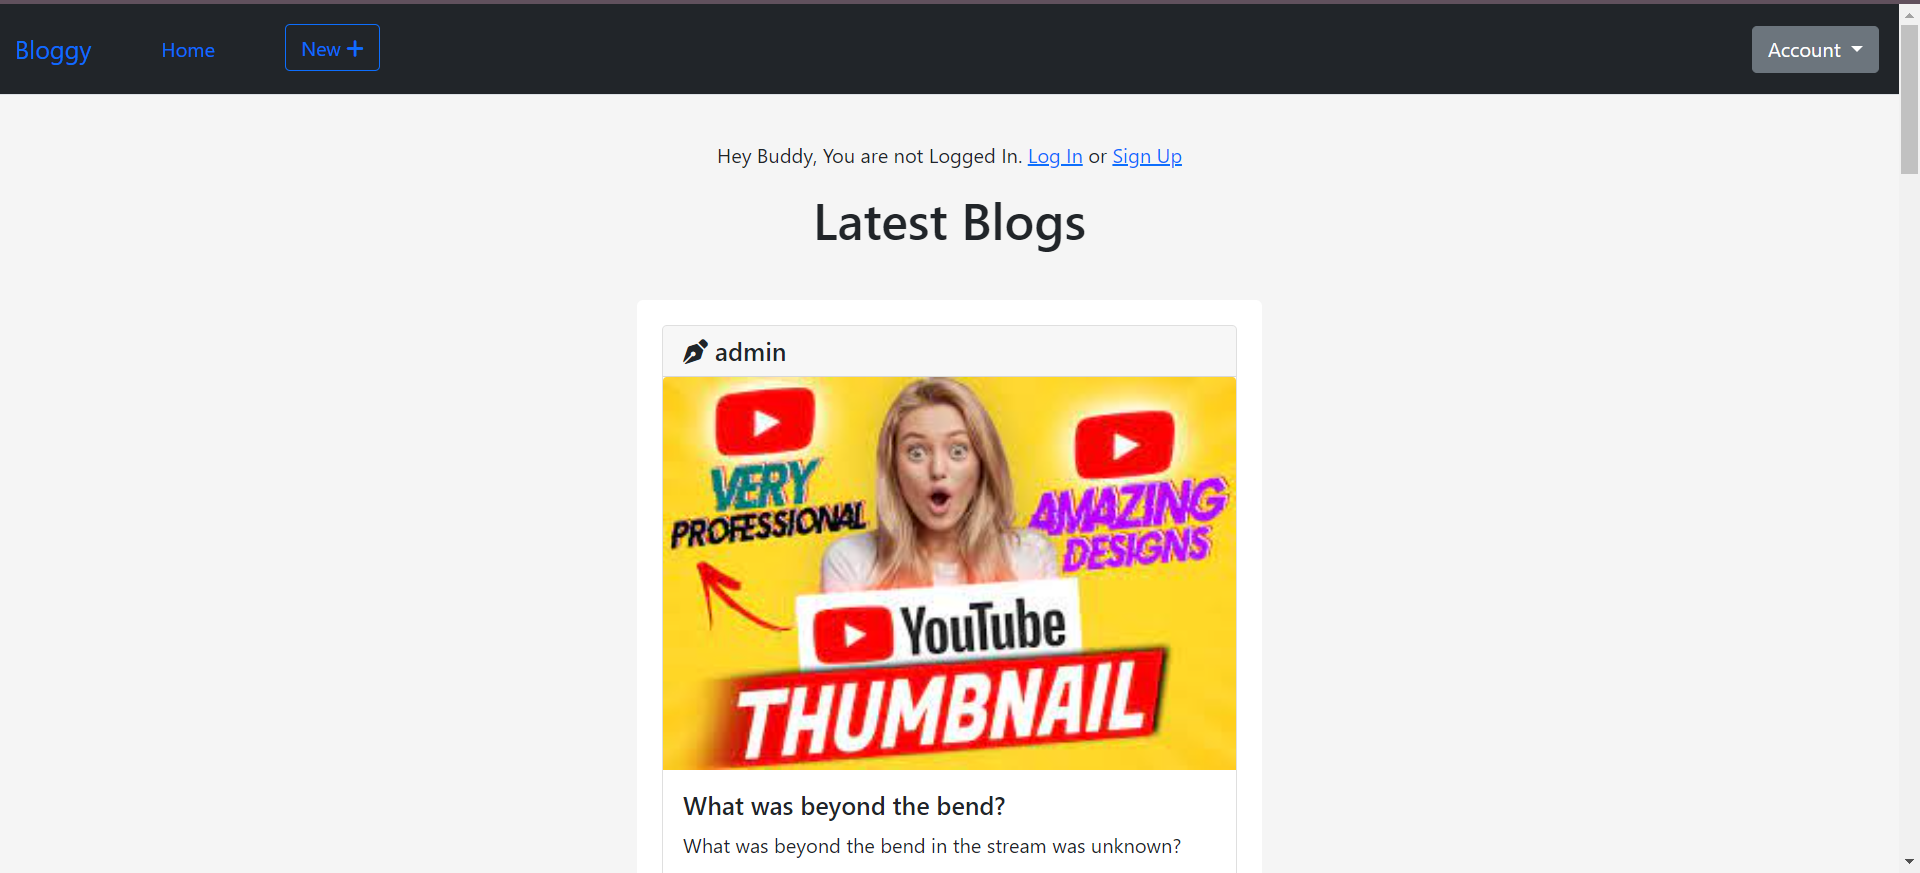 Bloggy Home New + Account
Hey Buddy, You are not Logged In. Log In or Sign Up
Latest Blogs
admin
VERY
PROFESSIONAL
AMAZING
DESIGNS
YouTube
THUMBNAIL
What was beyond the bend?
What was beyond the bend in the stream was unknown?